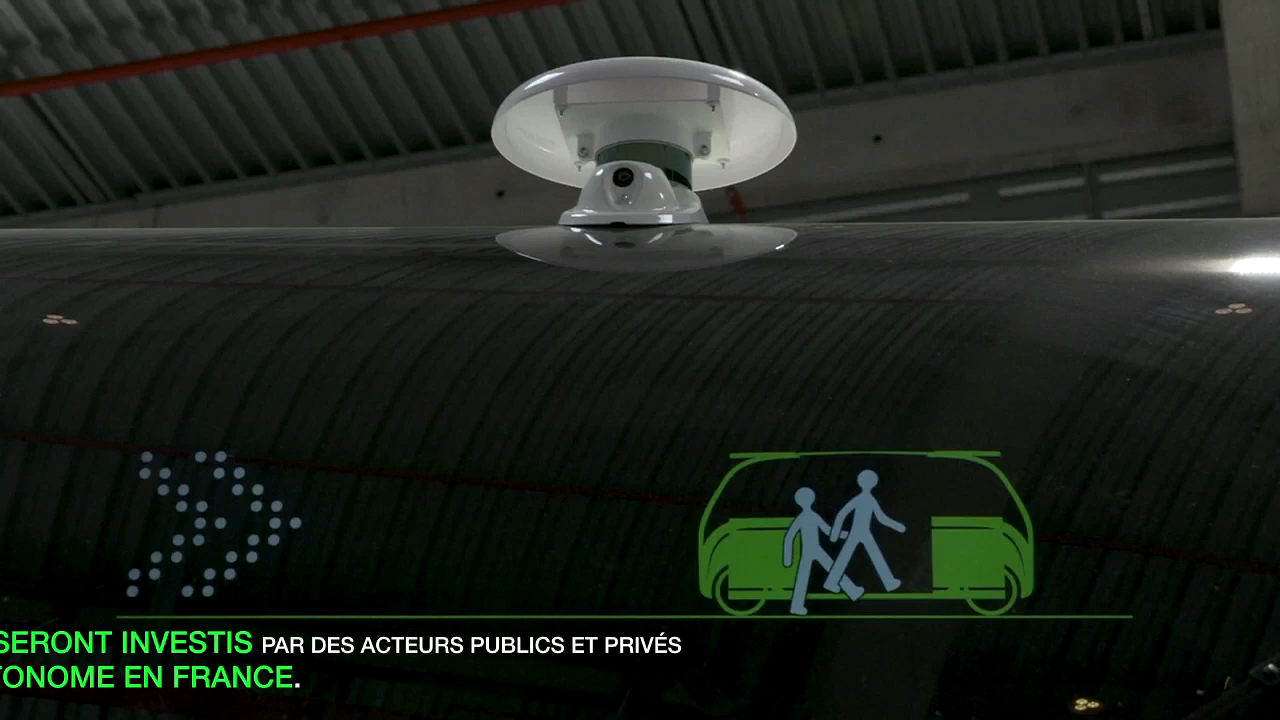 SERONT INVESTIS PAR DES ACTEURS PUBLICS ET PRIVÉS
TONOME EN FRANCE.